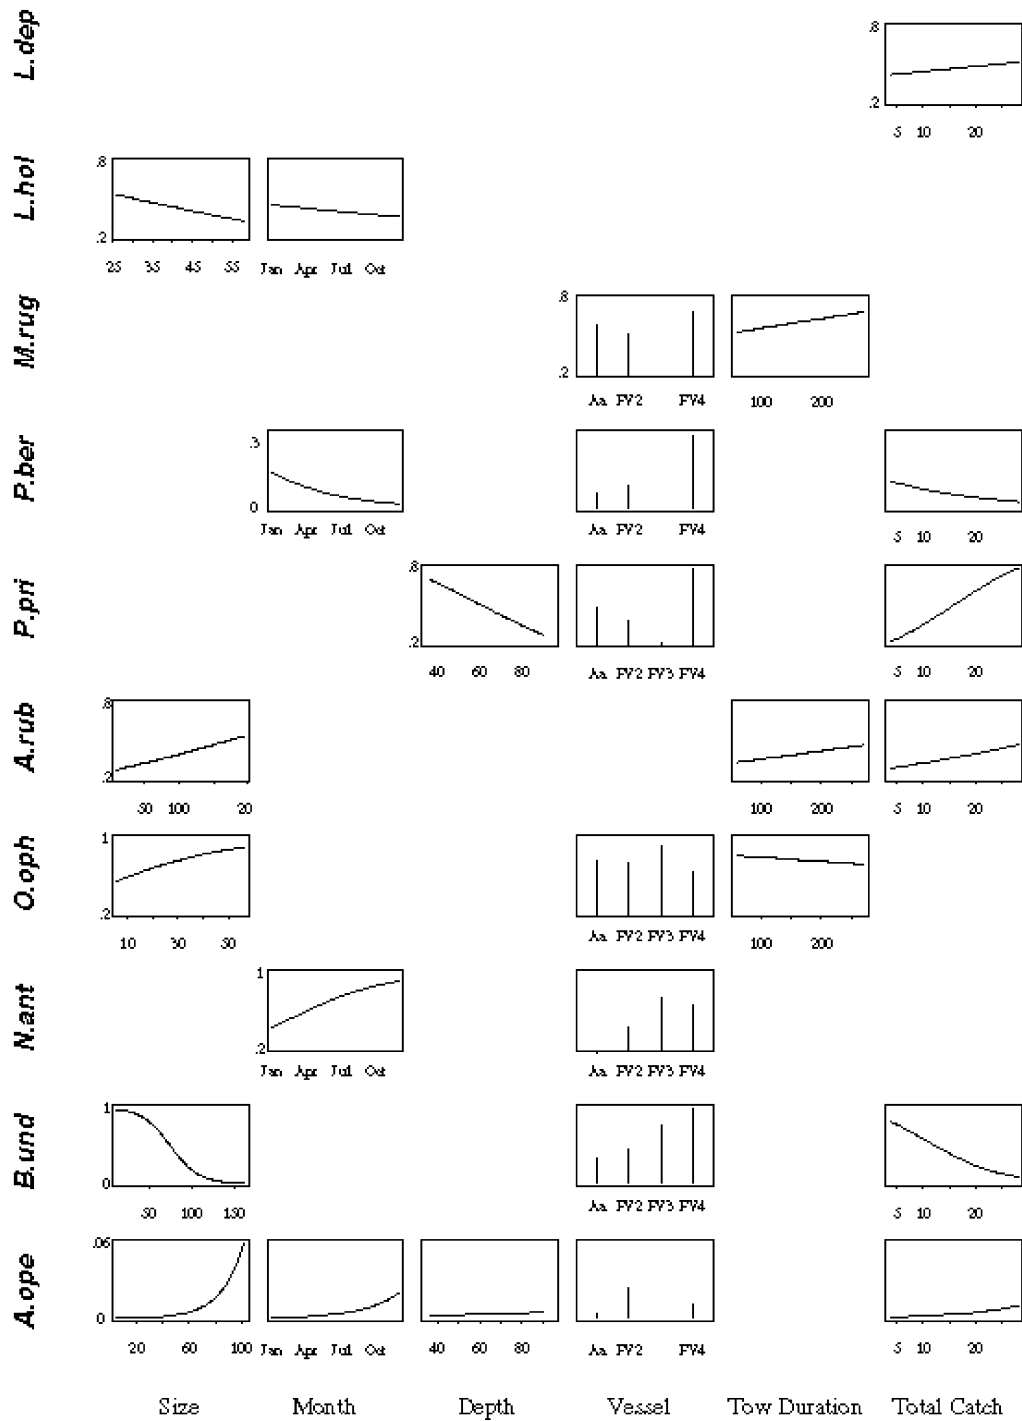 L.dep
.8
.2
5 10 20
L.hol
.8
.2
25 35 45 55 Jan Apr Jul Oct
M.rug
.8
.2
Aa FV2 FV4 100 200
P.ber
.3
0
Jan Apr Jul Oct Aa FV2 FV4 5 10 20
P.pri
.8
.2
40 60 80 Aa FV2 FV3 FV4 5 10 20
A.rub
.8
.2
50 100 20 100 200 5 10 20
O.oph
1
.2
10 30 50 Aa FV2 FV3 FV4 100 200
N.ant
1
.2
Jan Apr Jul Oct Aa FV2 FV3 FV4
B.und
1
0
50 100 150 Aa FV2 FV3 FV4 5 10 20
A.ope
.06
0
20 60 100 Jan Apr Jul Oct 40 60 80 Aa FV2 FV4 5 10 20
Size Month Depth Vessel Tow Duration Total Catch